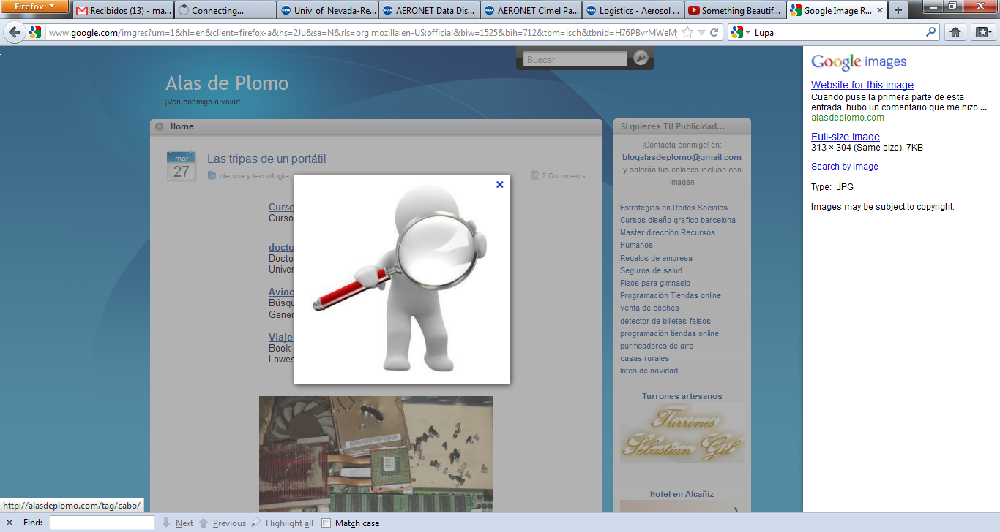 Firefox
Recibidos (13) - ma...
Connecting...
Univ_of_Nevada-Re...
AERONET Data Dis...
AERONET Cimel Pa...
Logistics - Aerosol ...
Something Beautif...
Google Image R...
www.google.com/imgres?um=1&hl=en&client=firefox-a&hs=2Ju&sa=N&rls=org.mozilla:en-US:official&biw=1525&bih=712&tbm=isch&tbnid=H76PBvrMWeM
Lupa
Buscar
Alas de Plomo
¡Ven conmigo a volar!
Home
mar
27
Las tripas de un portátil
ciencia y tecnología,
7 Comments
Curso
Curso
docto
Docto
Univer
Aviac
Búsqu
Gener
Viaje
Book
Lowes
Si quieres TU Publicidad...
¡Contacta conmigo! en:
blogalasdeplomo@gmail.com
y saldrán tus enlaces incluso con
imagen
Estrategias en Redes Sociales
Cursos diseño grafico barcelona
Master dirección Recursos
Humanos
Regalos de empresa
Seguros de salud
Pisos para gimnasio
Programación Tiendas online
venta de coches
detector de billetes falsos
programación tiendas online
purificadores de aire
casas rurales
lotes de navidad
Turrones artesanos
Turrones
Sebastian Gil
Hotel en Alcañiz
Google images
Website for this image
Cuando puse la primera parte de esta
entrada, hubo un comentario que me hizo ...
alasdeplomo.com
Full-size image
313 × 304 (Same size), 7KB
Search by image
Type: JPG
Images may be subject to copyright.
http://alasdeplomo.com/tag/cabo/
Find:
Next
Previous
Highlight all
Match case